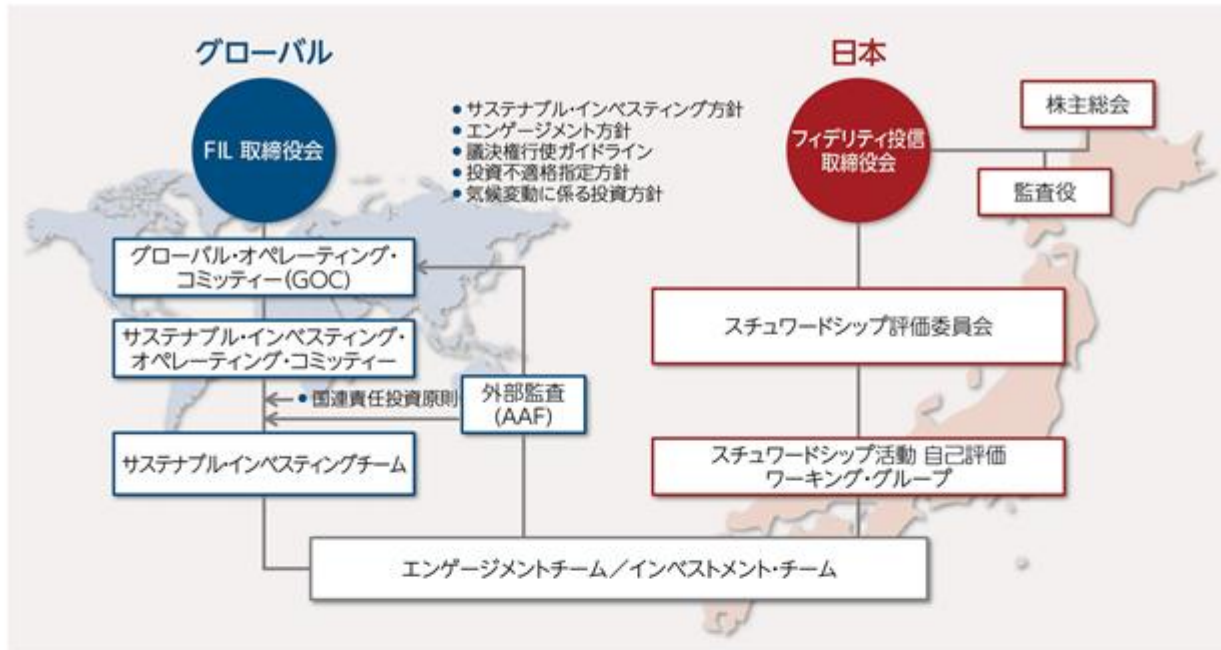 グローバル
FIL 取締役会
• サステナブル・インベスティング方針
• エンゲージメント方針
• 議決権行使ガイドライン
• 投資不適格指定方針
• 気候変動に係る投資方針
グローバル・オペレーティング・
コミッティー(GOC)
サステナブル・インベスティング・
オペレーティング・コミッティー
• 国連責任投資原則
外部監査
(AAF)
サステナブル・インベスティングチーム
日本
フィデリティ投信
取締役会
株主総会
監査役
スチュワードシップ評価委員会
スチュワードシップ活動 自己評価
ワーキング・グループ
エンゲージメントチーム／インベストメント・チーム